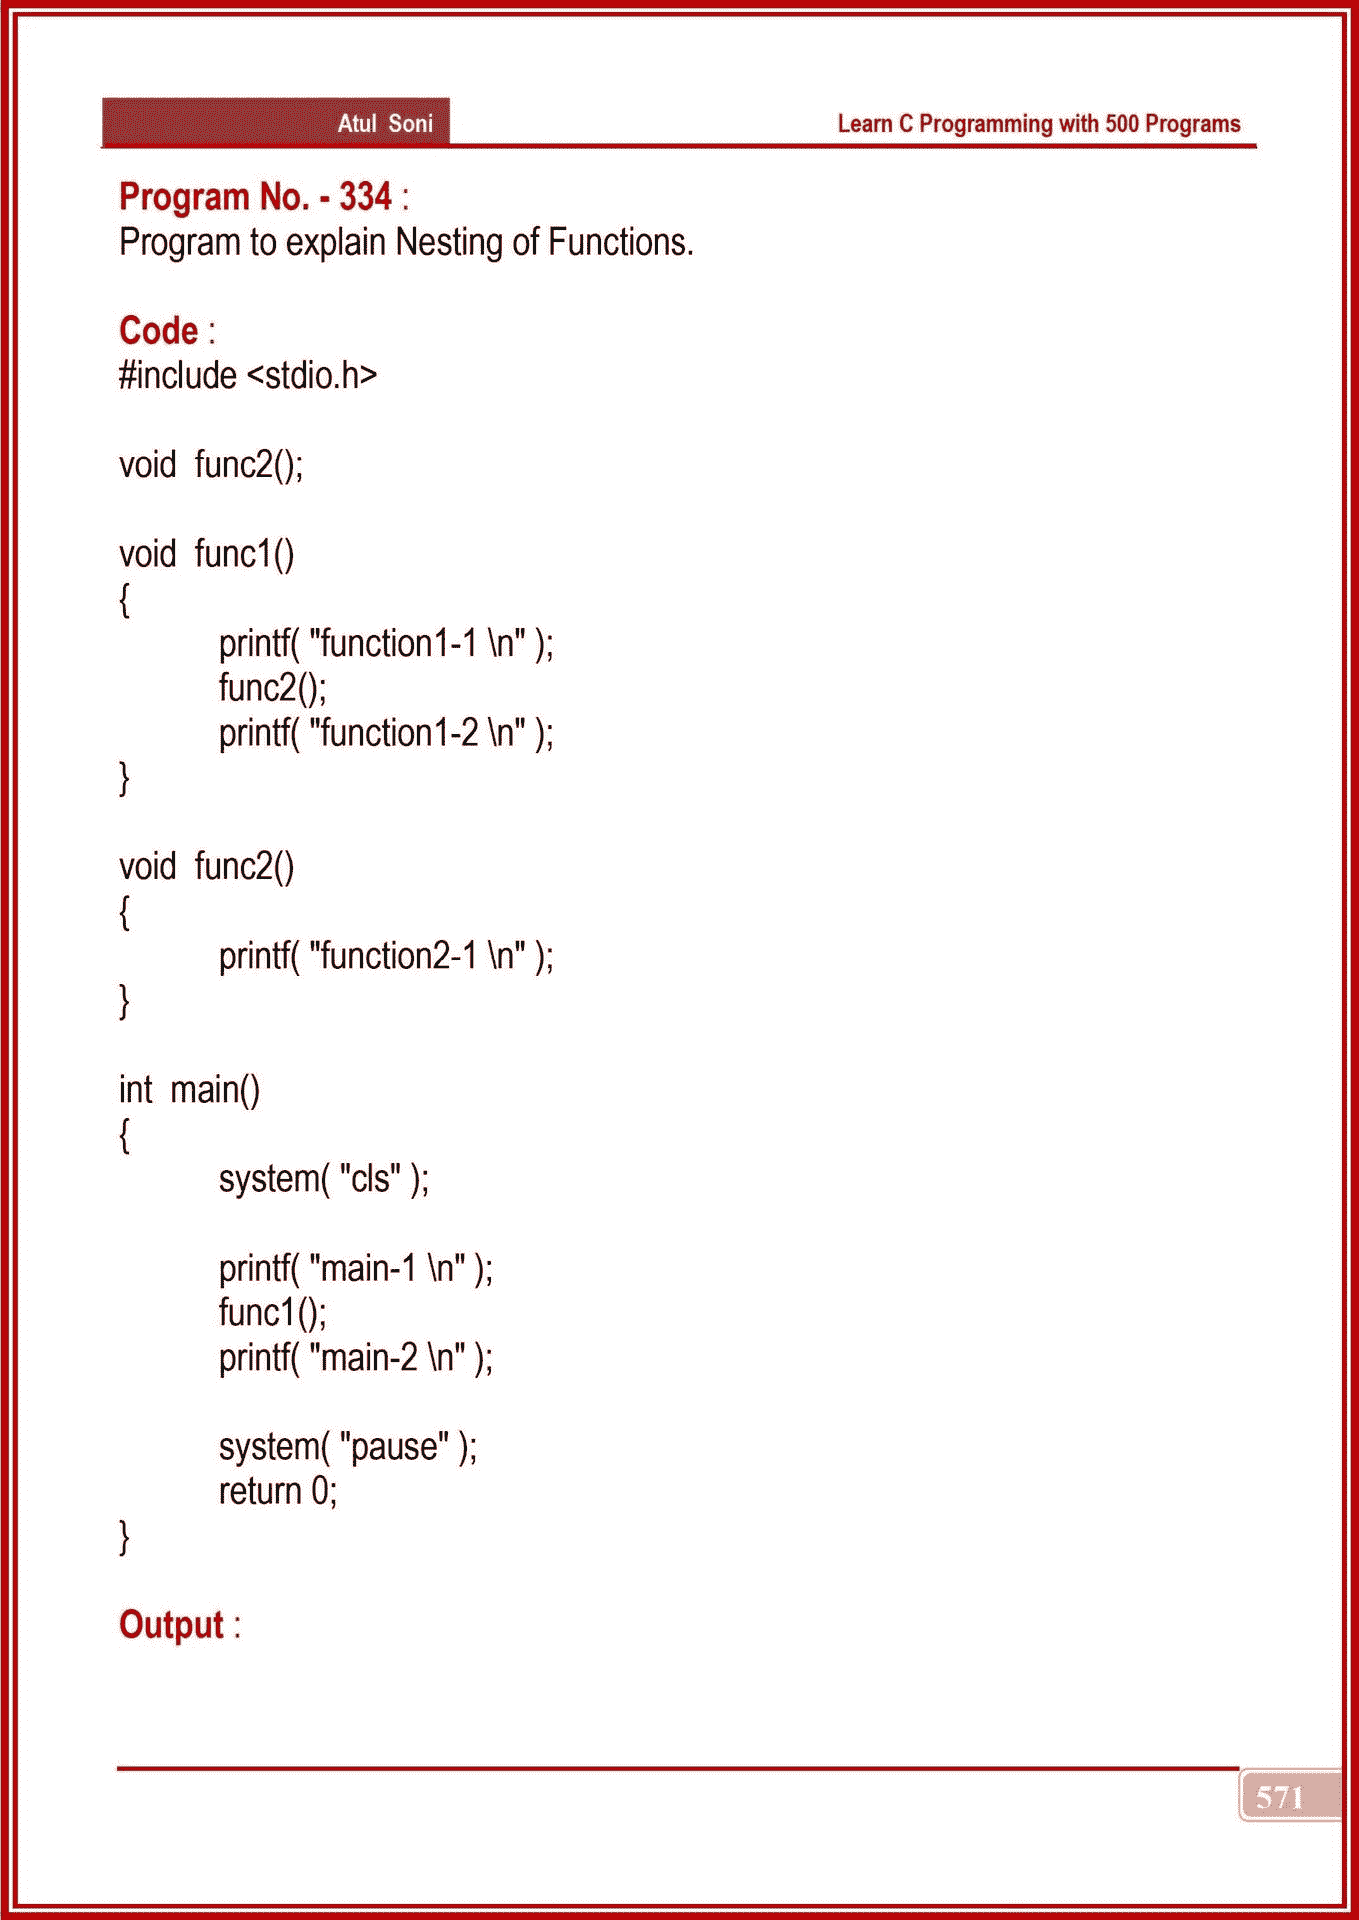 Atul  Soni
Learn C Programming with 500 Programs
Program No. - 334 :
Program to explain Nesting of Functions.
Code :
#include <stdio.h>
void  func2();
void  func1()
{
printf( "function1-1 \n" );
func2();
printf( "function1-2 \n" );
}
void  func2()
{
printf( "function2-1 \n" );
}
int  main()
{
system( "cls" );
printf( "main-1 \n" );
func1();
printf( "main-2 \n" );
system( "pause" );
return 0;
}
Output :
571